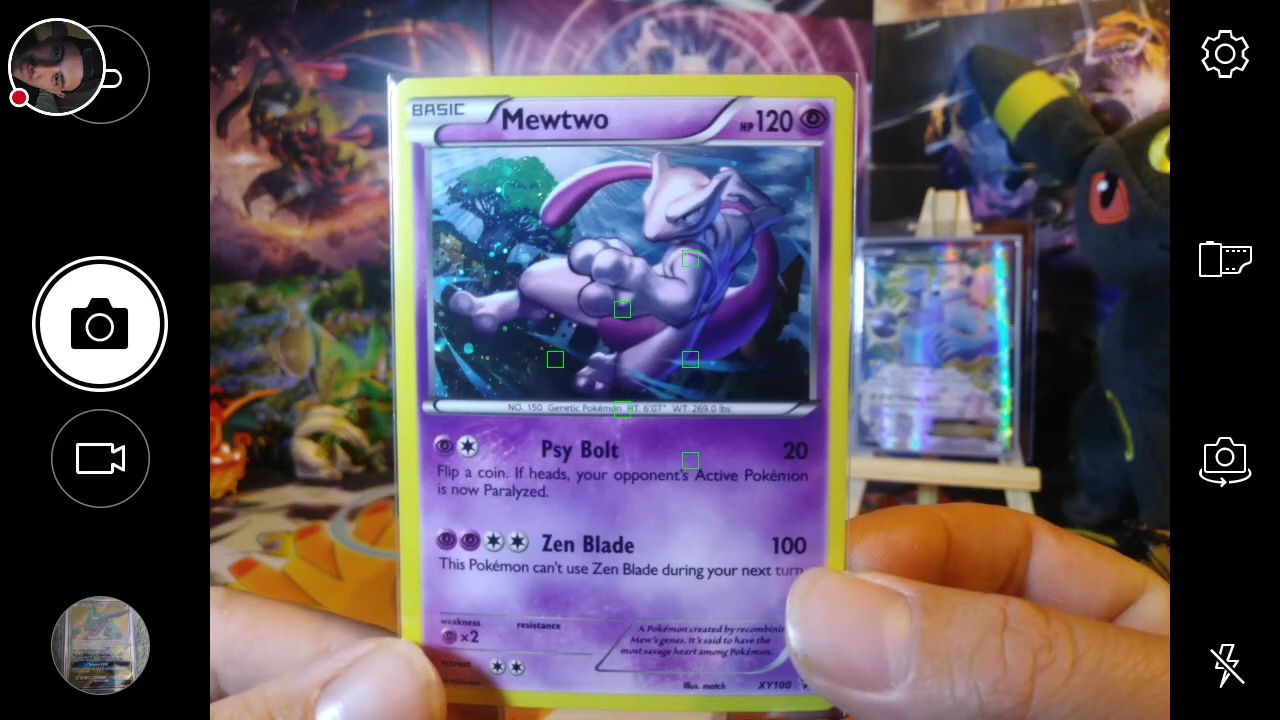 BASIC
Mewtwo
HP 120
NO. 150 Genetic Pokémon HT: 6'07" WT: 269.0 lbs.
Psy Bolt 20
Flip a coin. If heads, your opponent's Active Pokémon
is now Paralyzed.
Zen Blade 100
This Pokémon can't use Zen Blade during your next turn.
weakness
×2
resistance
retreat
A Pokémon created by recombinin
Mew's genes. It's said to have the
most savage heart among Pokémon.
Illus. match
XY100